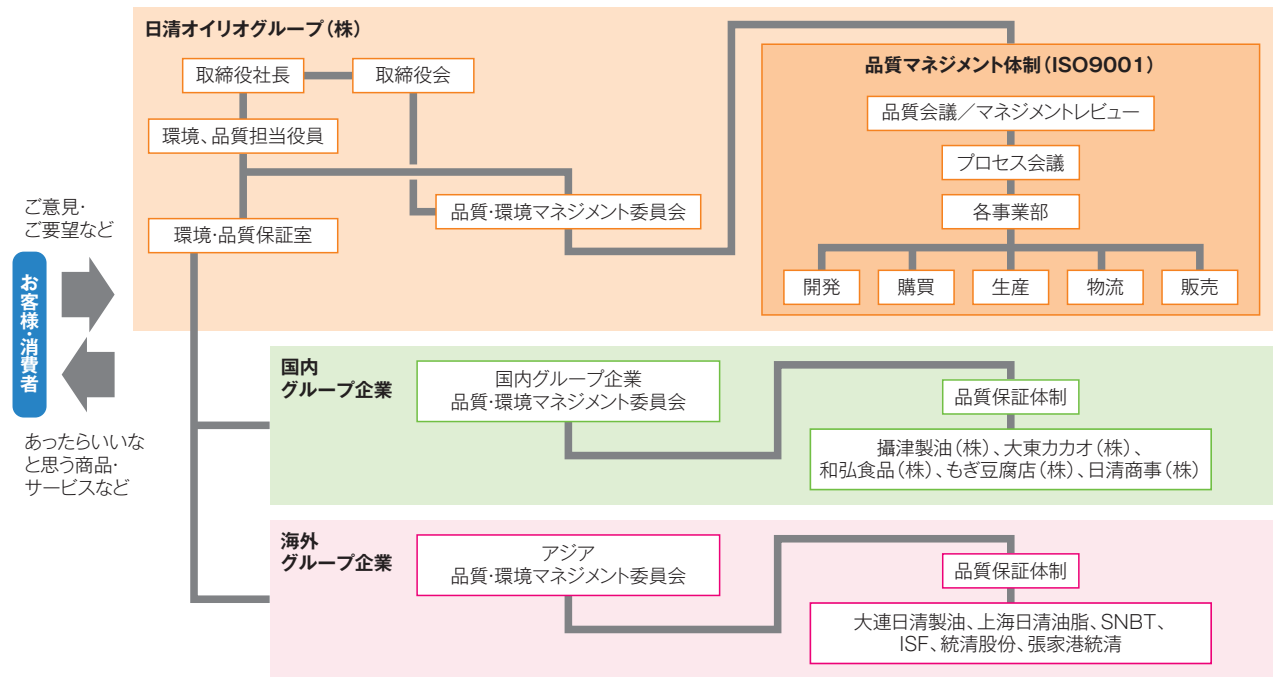 日清オイリオグループ(株)
取締役社長
取締役会
環境、品質担当役員
品質・環境マネジメント委員会
環境・品質保証室
品質マネジメント体制(ISO9001)
品質会議/マネジメントレビュー
プロセス会議
各事業部
開発
購買
生産
物流
販売
ご意見・
ご要望など
お客様・消費者
あったらいいな
と思う商品・
サービスなど
国内
グループ企業
国内グループ企業
品質・環境マネジメント委員会
品質保証体制
攝津製油(株)、大東カカオ(株)、
和弘食品(株)、もぎ豆腐店(株)、日清商事(株)
海外
グループ企業
アジア
品質・環境マネジメント委員会
品質保証体制
大連日清製油、上海日清油脂、SNBT、
ISF、統清股份、張家港統清